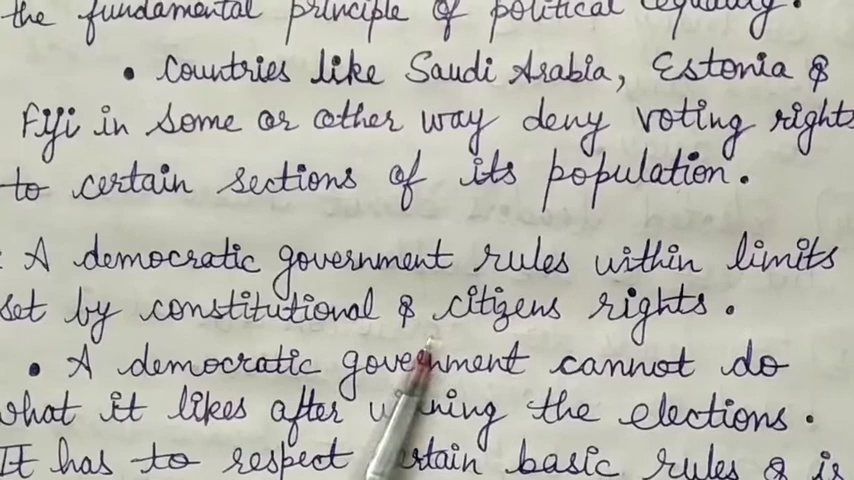 the fundamental principle of political equality.
• Countries like Saudi Arabia, Estonia &
Fiji in some or other way deny voting rights
to certain sections of its population.
: A democratic government rules within limits
set by constitutional & citizens rights.
• A democratic government cannot do
what it likes after winning the elections.
It has to respect certain basic rules & is